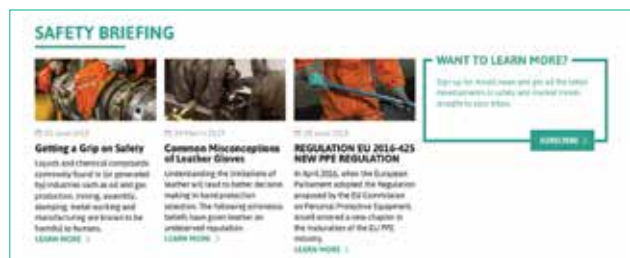 SAFETY BRIEFING
WANT TO LEARN MORE?
Sign up for Ansell news and get all the latest
developments in safety and market trends
straight to your inbox.
SUBSCRIBE
2018
March 2018
June 2018
Getting a Grip on Safety
Common Misconceptions
of Leather Gloves
REGULATION EU 2016-425
NEW PPE REGULATION
Liquids and chemical compounds
commonly found in (or generated
by) industries such as oil and gas
production, mining, assembly,
stamping, metal working and
manufacturing are known to be
harmful to humans.
LEARN MORE
Understanding the limitations of
leather will lead to better decision
making in hand protection
selection. The following erroneous
beliefs have given leather an
undeserved reputation
LEARN MORE
In April 2016, when the European
Parliament adopted the Regulation
proposed by the EU Commission
on Personal Protective Equipment,
Ansell entered a new chapter in
the maturation of the EU PPE
industry.
LEARN MORE